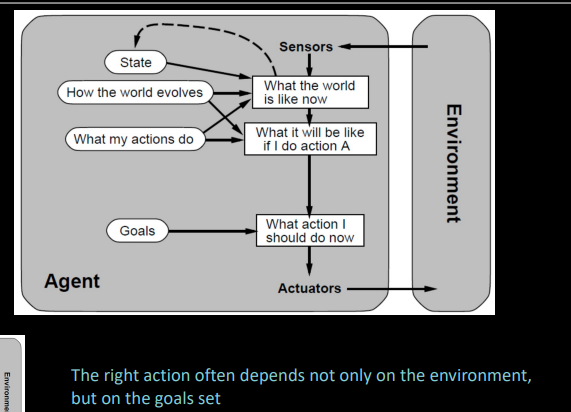 Sensors
State
What the world
is like now
How the world evolves
What it will be like
if I do action A
What my actions do
Environment
Goals
What action I
should do now
Agent
Actuators
The right action often depends not only on the environment,
but on the goals set